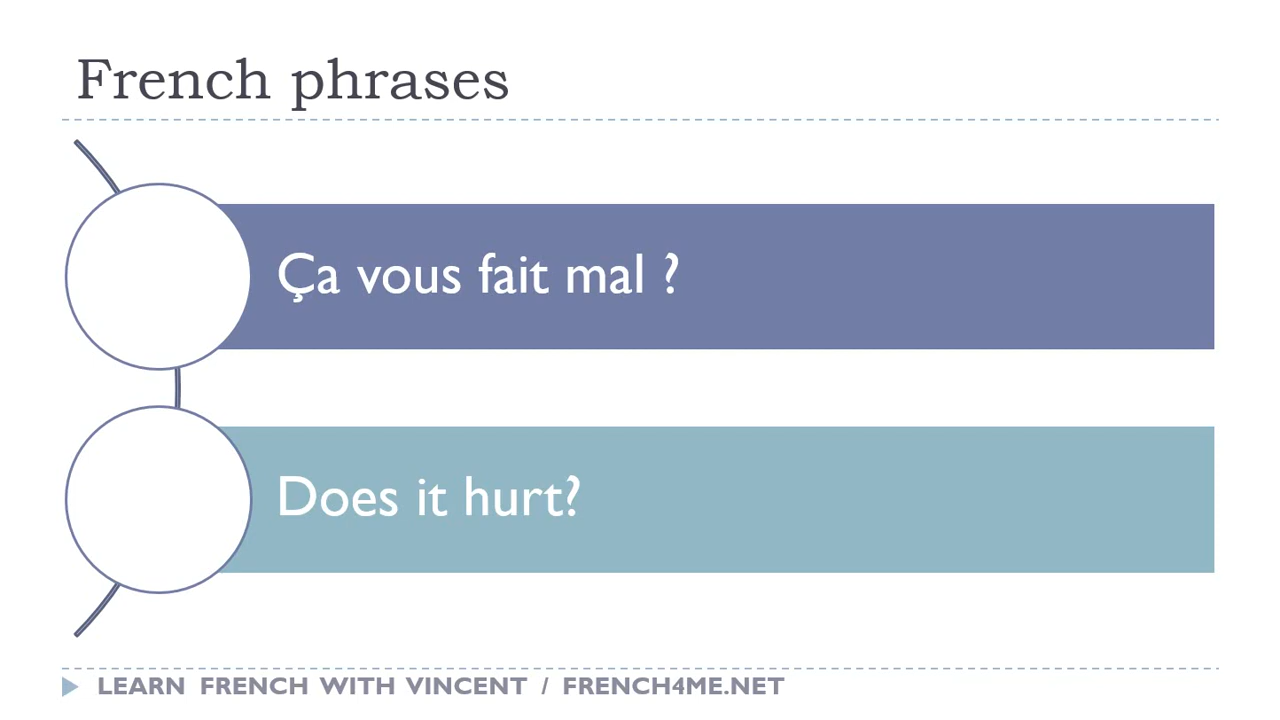 French phrases
Ça vous fait mal ?
Does it hurt?
LEARN FRENCH WITH VINCENT / FRENCH4ME.NET